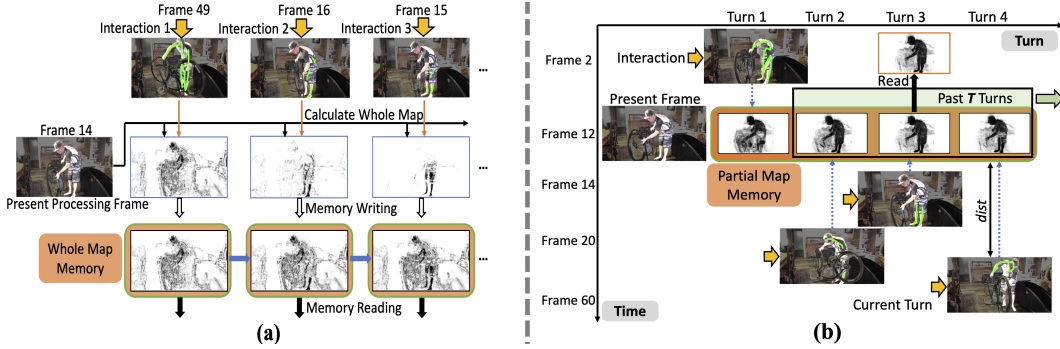 Frame 49
Frame 16
Frame 15
Interaction 1
Interaction 2
Interaction 3
...
Calculate Whole Map
Frame 14
...
Present Processing Frame
Memory Writing
Whole Map
Memory
...
Memory Reading
(a)
Turn 1
Turn 2
Turn 3
Turn 4
Turn
Frame 2
Interaction
Read
Present Frame
Past T Turns
Frame 12
Partial Map
Memory
Frame 14
dist
Frame 20
Current Turn
Frame 60
Time
(b)